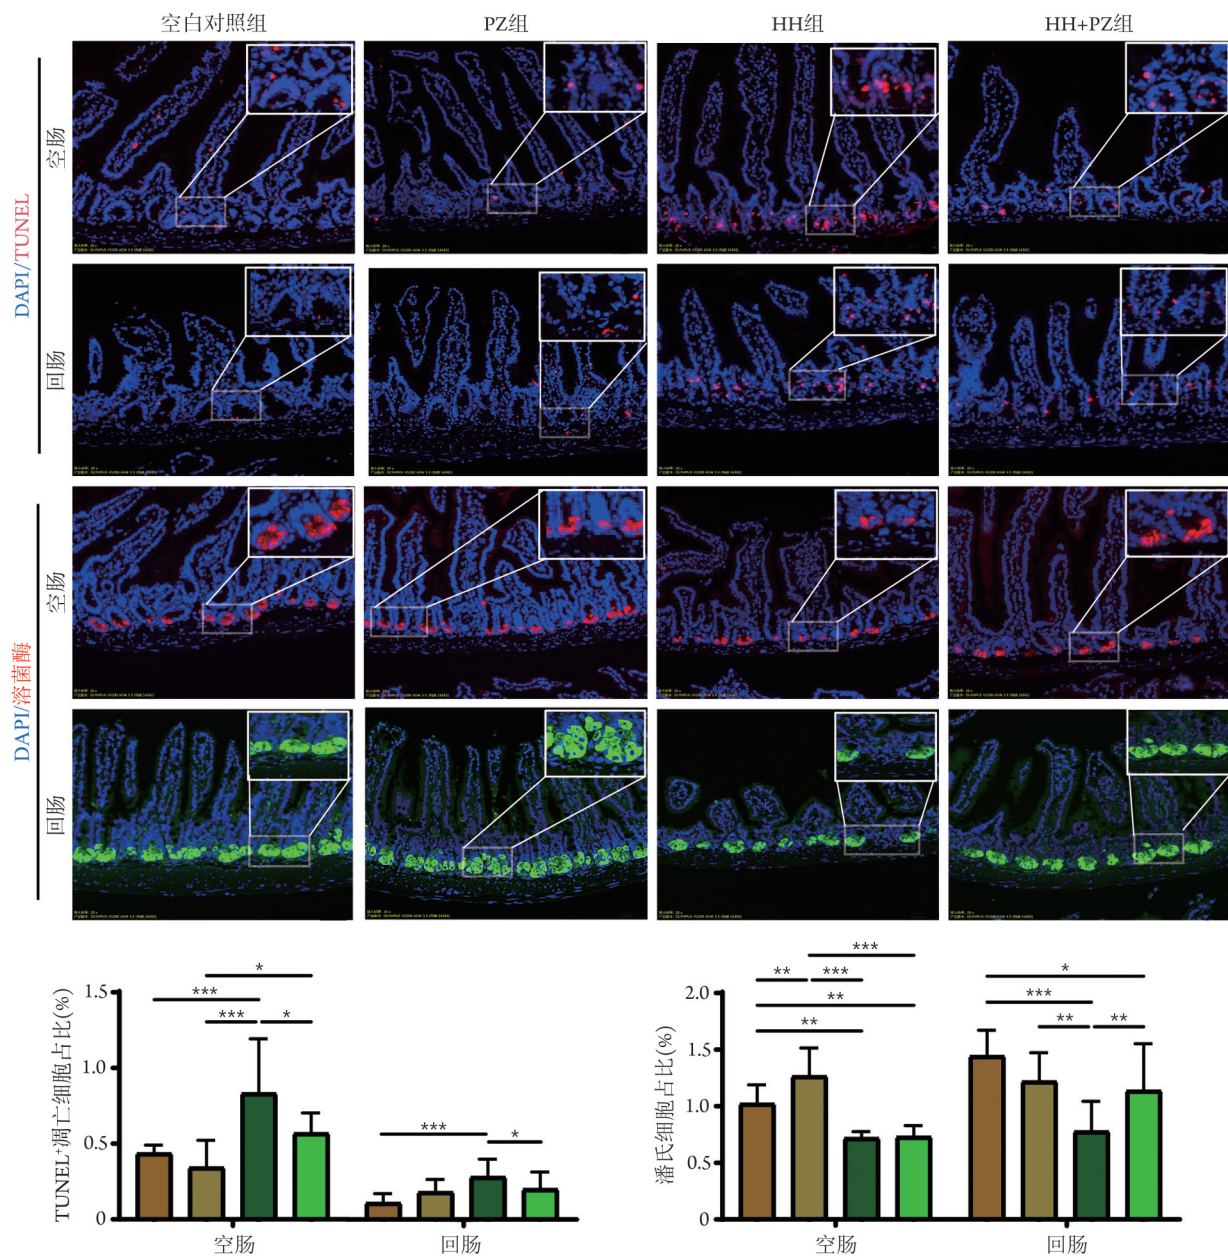 空白对照组 PZ组 HH组 HH+PZ组
DAPI/TUNEL
空肠
回肠
DAPI/溶菌酶
空肠
回肠
TUNEL⁺凋亡细胞占比(%)
1.5
1.0
0.5
0
*
***
*** *
***
*
空肠 回肠
潘氏细胞占比(%)
2.0
1.5
1.0
0.5
0
***
** ***
**
**
*
***
** **
空肠 回肠